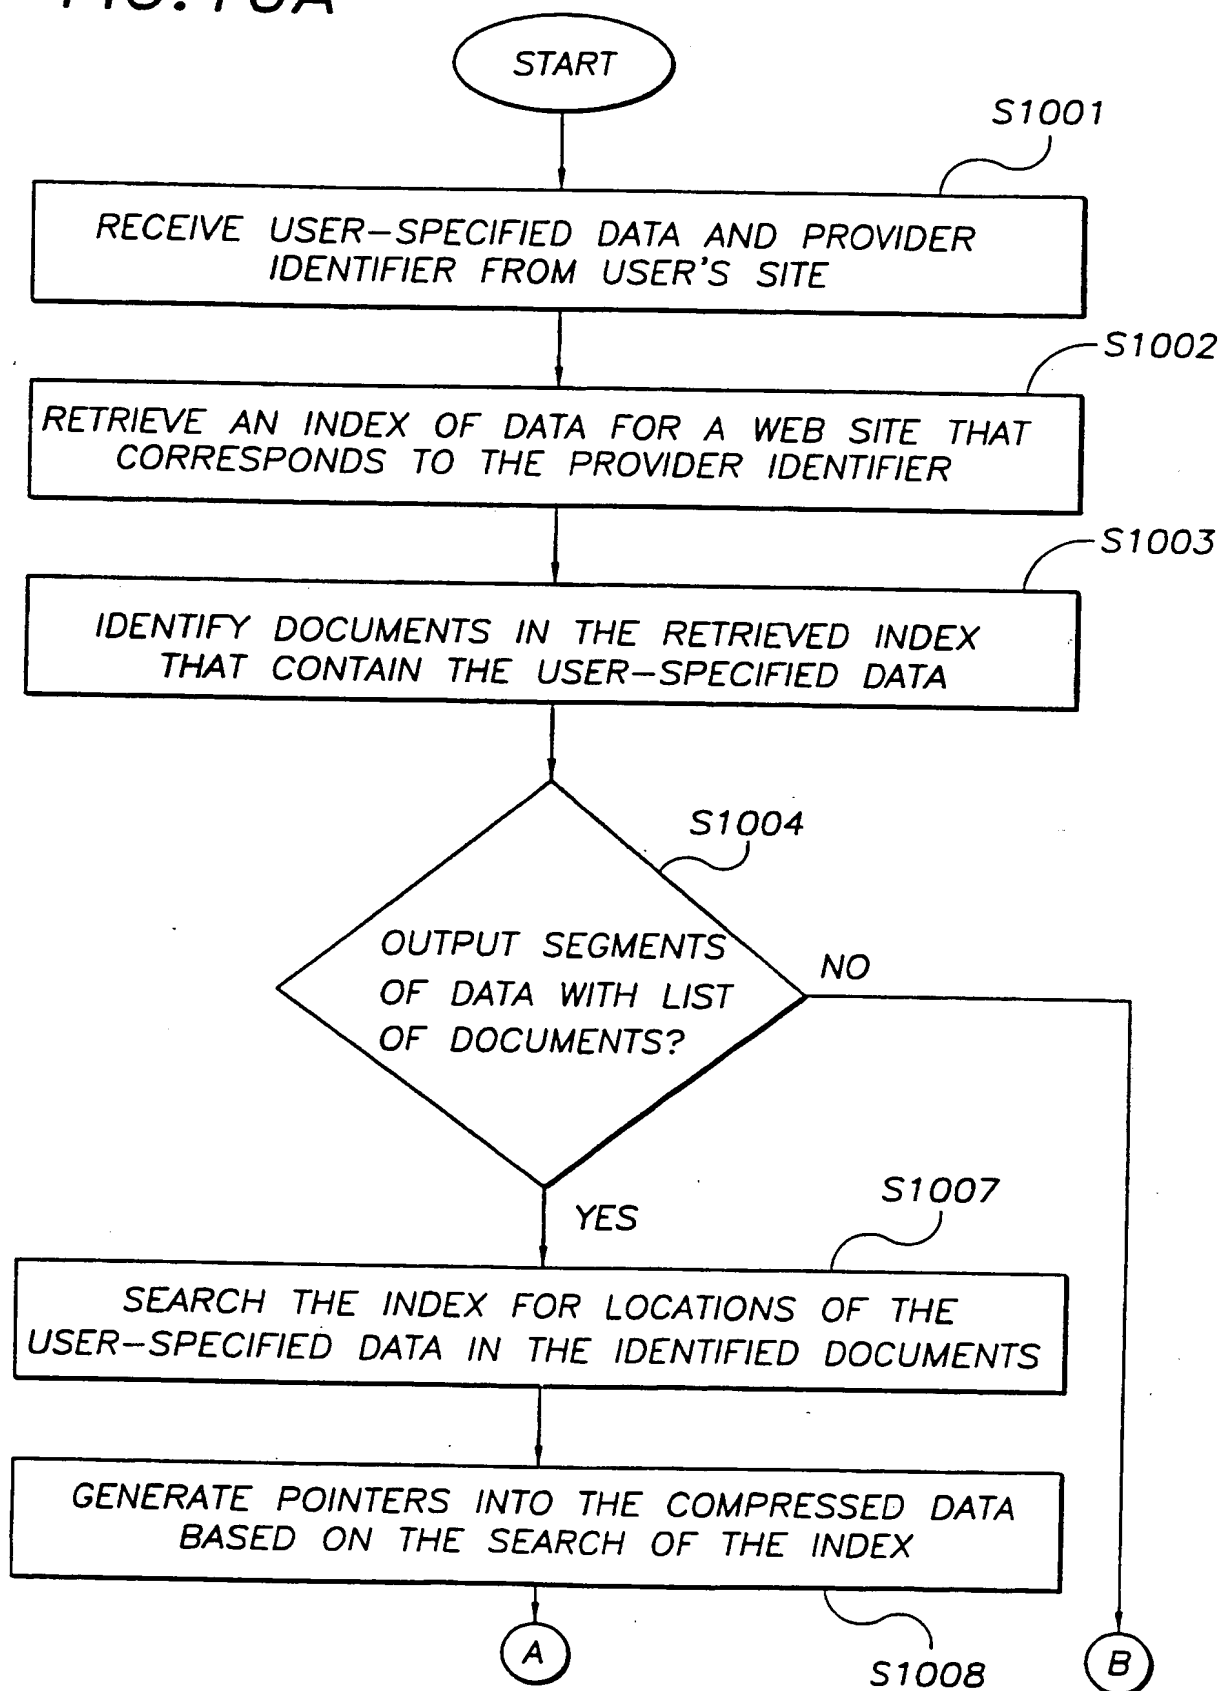 FIG. 10A
START
S1001
RECEIVE USER-SPECIFIED DATA AND PROVIDER
IDENTIFIER FROM USER'S SITE
S1002
RETRIEVE AN INDEX OF DATA FOR A WEB SITE THAT
CORRESPONDS TO THE PROVIDER IDENTIFIER
S1003
IDENTIFY DOCUMENTS IN THE RETRIEVED INDEX
THAT CONTAIN THE USER-SPECIFIED DATA
S1004
OUTPUT SEGMENTS
OF DATA WITH LIST
OF DOCUMENTS?
NO
YES
S1007
SEARCH THE INDEX FOR LOCATIONS OF THE
USER-SPECIFIED DATA IN THE IDENTIFIED DOCUMENTS
GENERATE POINTERS INTO THE COMPRESSED DATA
BASED ON THE SEARCH OF THE INDEX
S1008
A
B